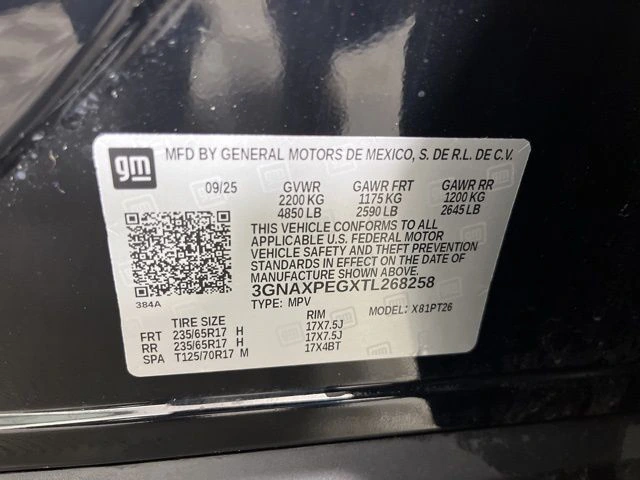 gm MFD BY GENERAL MOTORS DE MEXICO, S. DE R.L. DE C.V.
09/25 GVWR GAWR FRT GAWR RR
2200 KG 1175 KG 1200 KG
4850 LB 2590 LB 2645 LB
THIS VEHICLE CONFORMS TO ALL
APPLICABLE U.S. FEDERAL MOTOR
VEHICLE SAFETY AND THEFT PREVENTION
STANDARDS IN EFFECT ON THE DATE OF
MANUFACTURE SHOWN ABOVE.
3GNAXPEGXTL268258
384A TYPE: MPV MODEL: X81PT26
TIRE SIZE RIM
FRT 235/65R17 H 17X7.5J
RR 235/65R17 H 17X7.5J
SPA T125/70R17 M 17X4BT